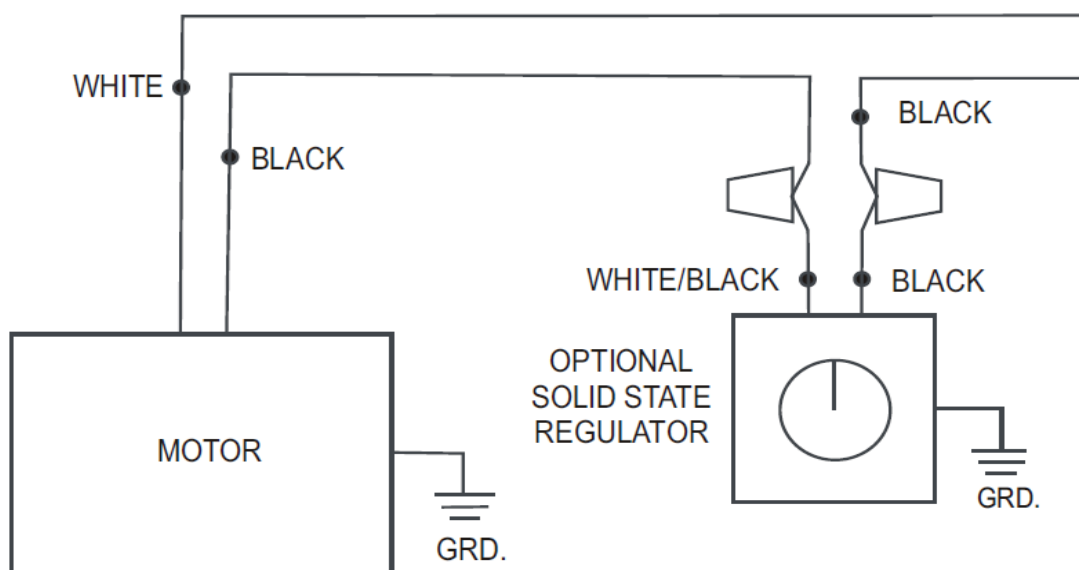 WHITE
BLACK
BLACK
WHITE/BLACK
BLACK
OPTIONAL
SOLID STATE
REGULATOR
MOTOR
GRD.
GRD.